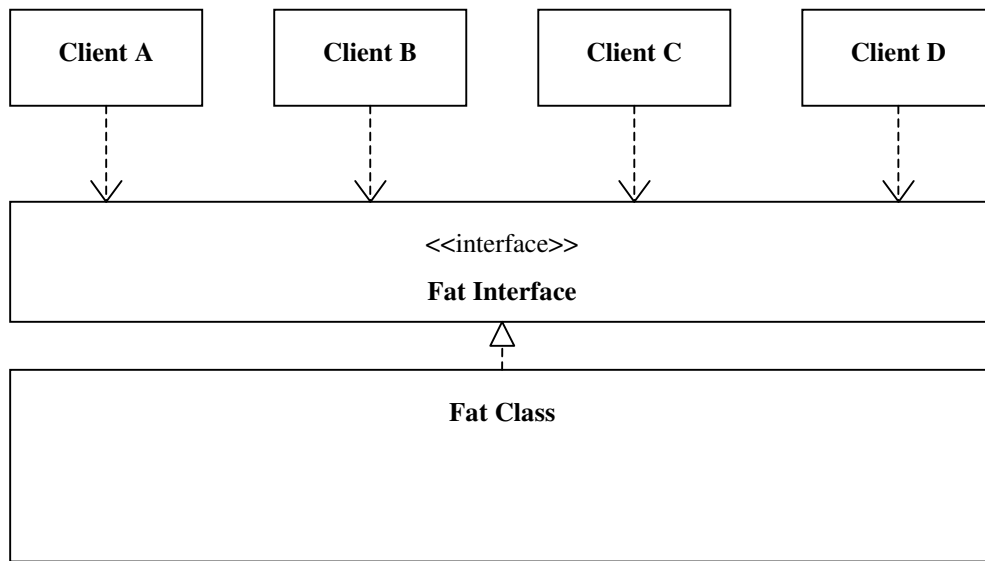 Client A
Client B
Client C
Client D
<<interface>>
Fat Interface
Fat Class